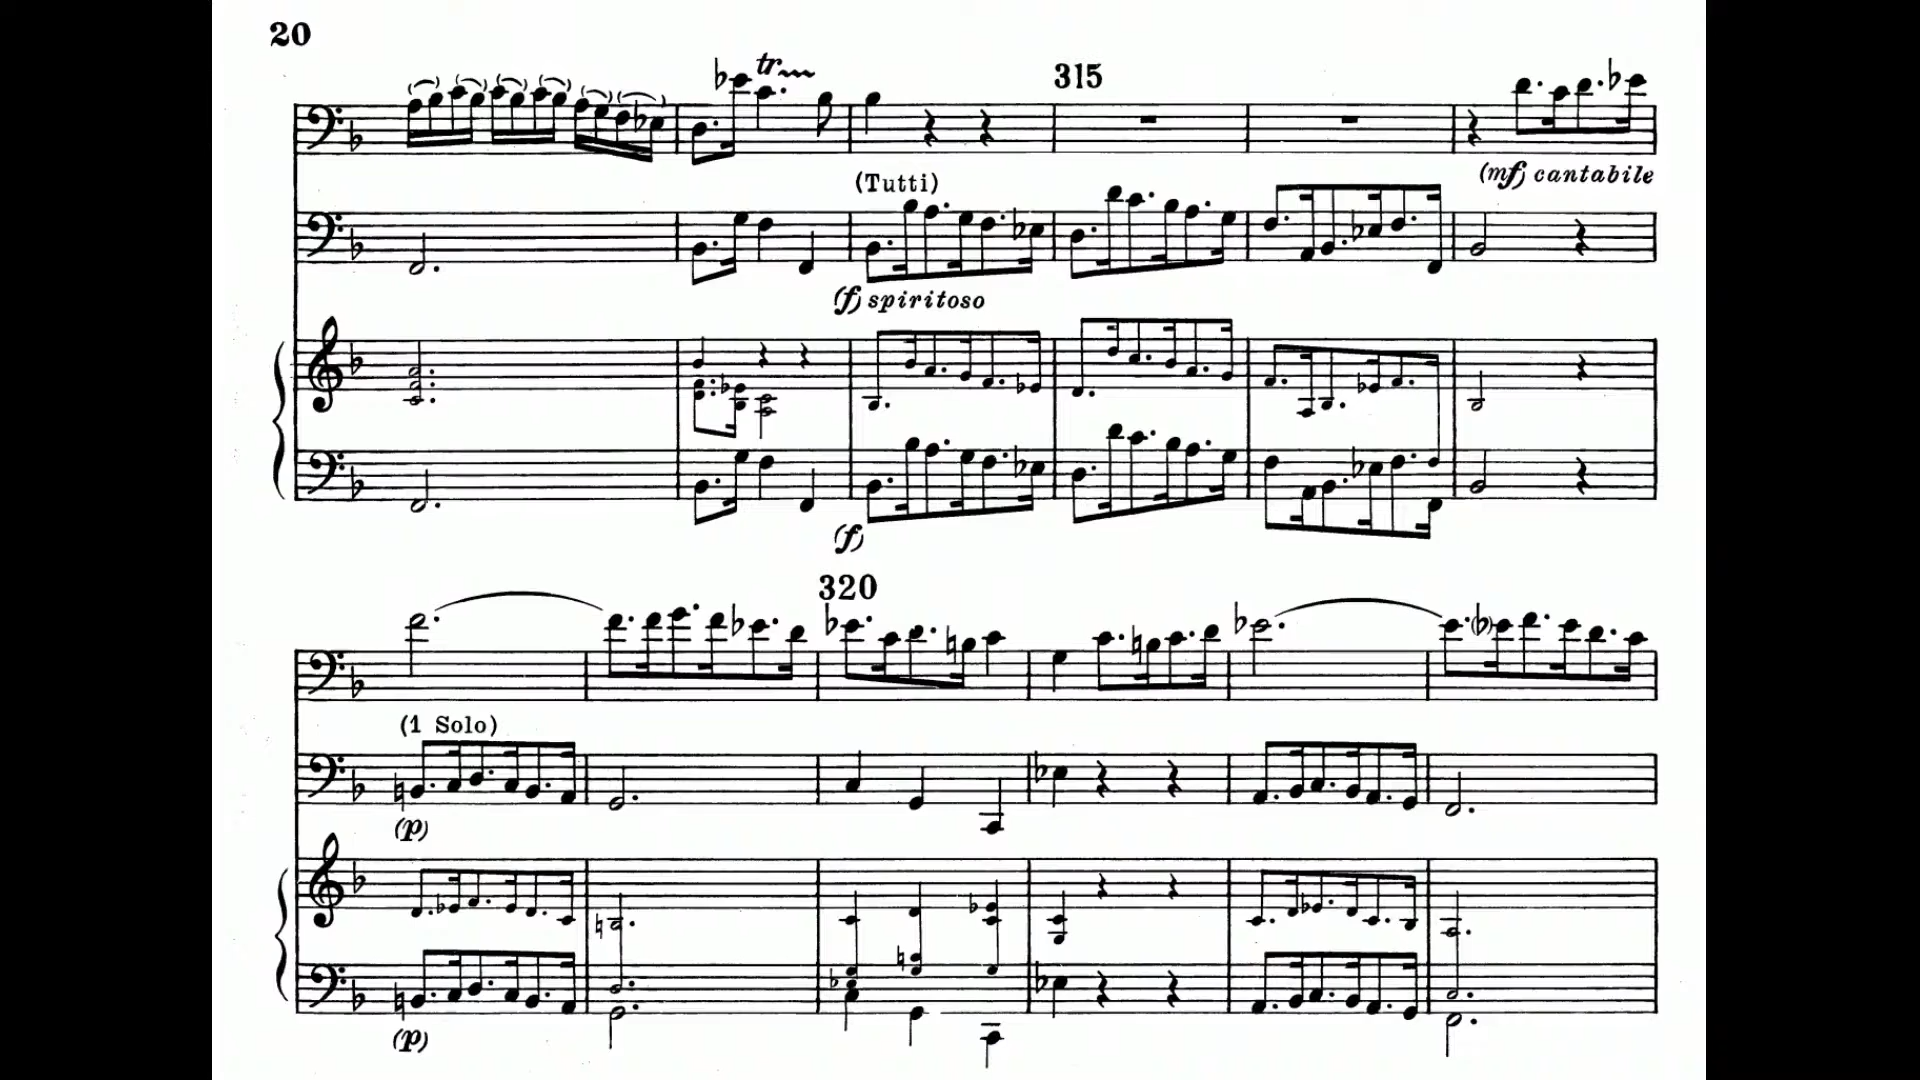 20
tr
315
(mf) cantabile
(Tutti)
(f) spiritoso
(f)
320
(1 Solo)
(p)
(p)